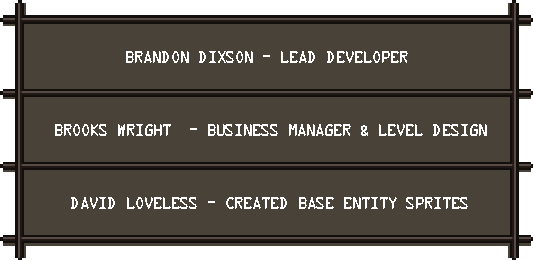 BRANDON DIXSON - LEAD DEVELOPER
BROOKS WRIGHT - BUSINESS MANAGER & LEVEL DESIGN
DAVID LOVELESS - CREATED BASE ENTITY SPRITES